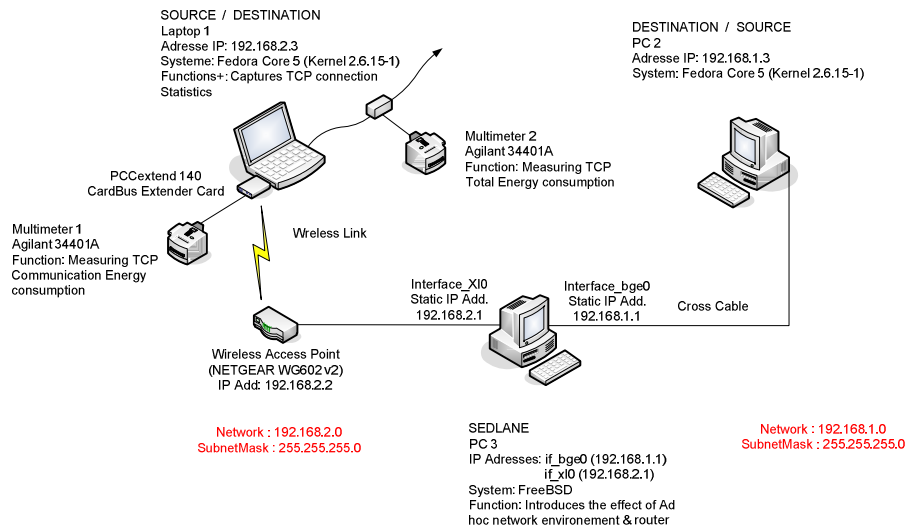 SOURCE / DESTINATION
Laptop 1
Adresse IP: 192.168.2.3
Systeme: Fedora Core 5 (Kernel 2.6.15-1)
Functions+: Captures TCP connection
Statistics
DESTINATION / SOURCE
PC 2
Adresse IP: 192.168.1.3
System: Fedora Core 5 (Kernel 2.6.15-1)
Multimeter 2
Agilant 34401A
Function: Measuring TCP
Total Energy consumption
PCCextend 140
CardBus Extender Card
Multimeter 1
Agilant 34401A
Function: Measuring TCP
Communication Energy
consumption
Wireless Link
Interface_Xl0
Static IP Add.
192.168.2.1
Interface_bge0
Static IP Add.
192.168.1.1
Cross Cable
Wireless Access Point
(NETGEAR WG602 v2)
IP Add: 192.168.2.2
Network : 192.168.2.0
SubnetMask : 255.255.255.0
SEDLANE
PC 3
IP Adresses: if_bge0 (192.168.1.1)
if_xl0 (192.168.2.1)
System: FreeBSD
Function: Introduces the effect of Ad
hoc network environement & router
Network : 192.168.1.0
SubnetMask : 255.255.255.0